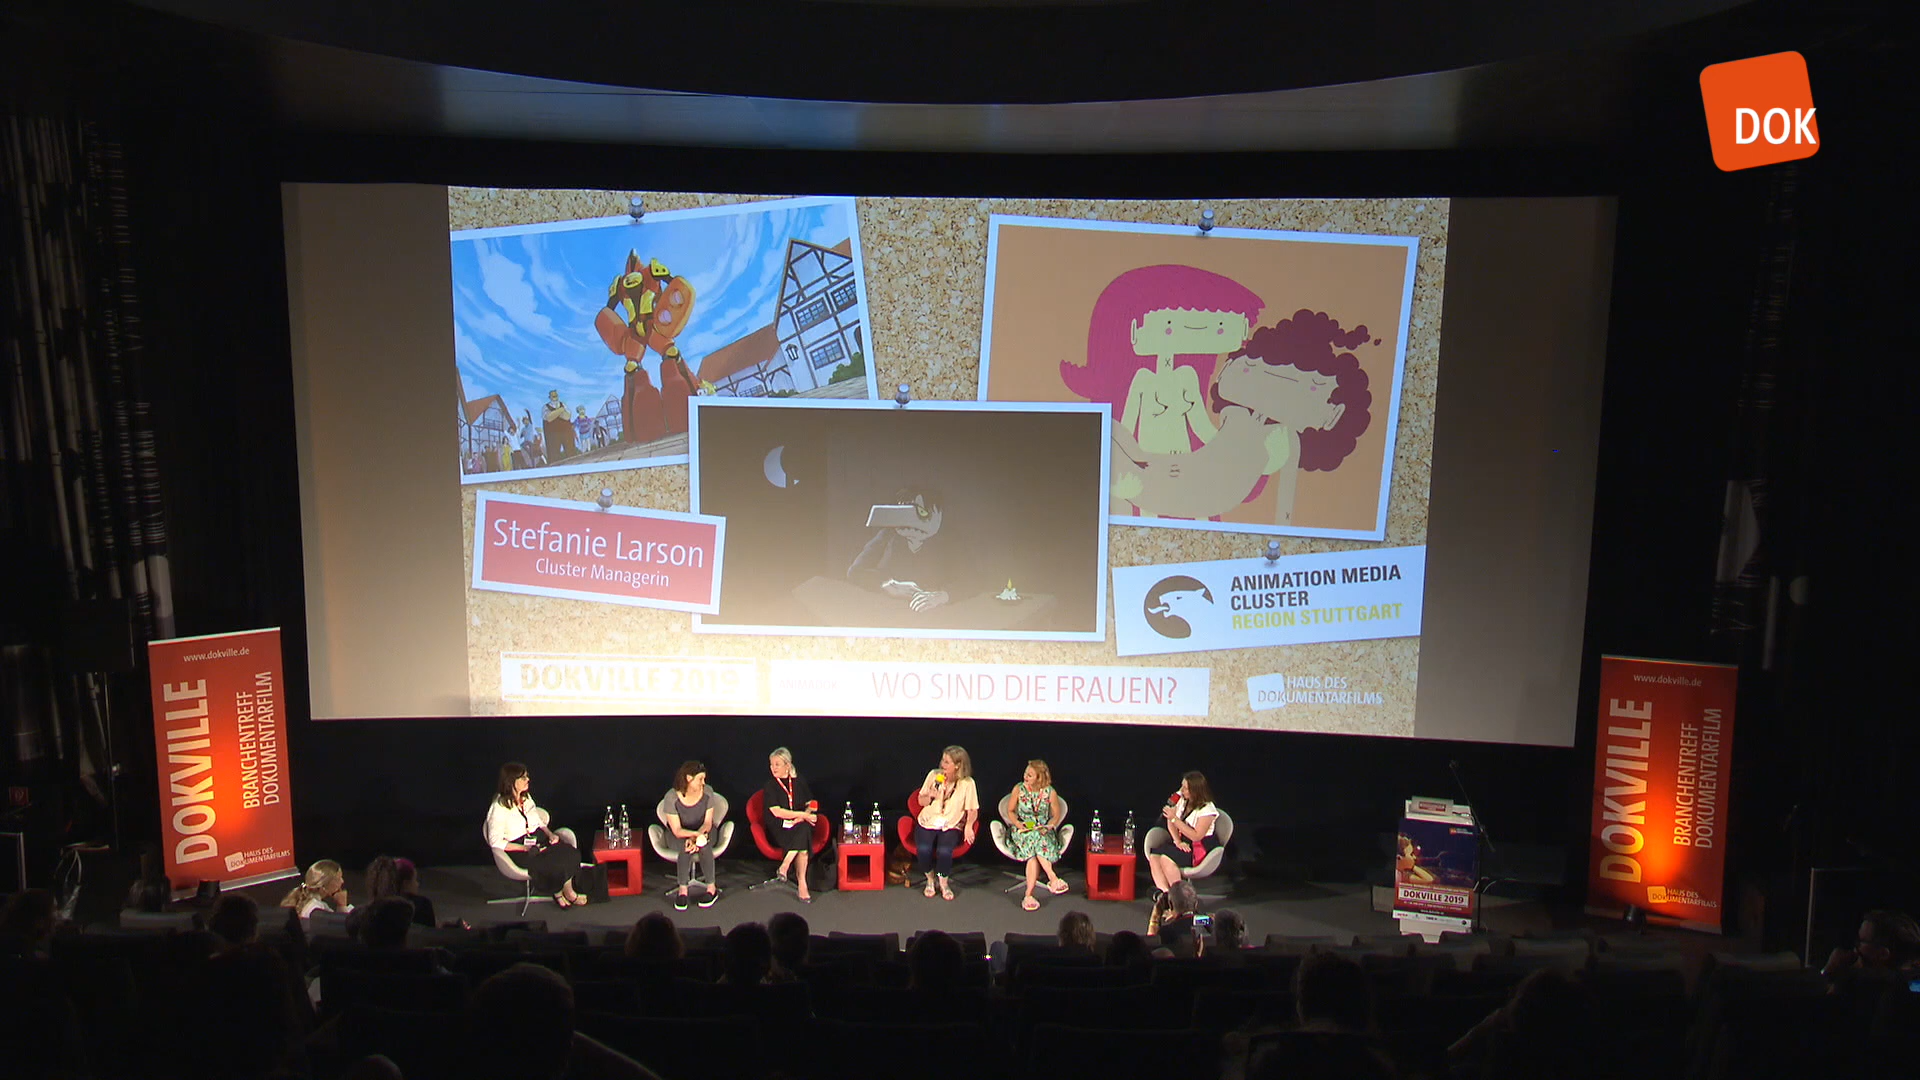 DOK
Stefanie Larson
Cluster Managerin
ANIMATION MEDIA
CLUSTER
REGION STUTTGART
DOKVILLE 2019
WO SIND DIE FRAUEN?
HAUS DES
DOKUMENTARFILMS
www.dokville.de
DOKVILLE
BRANCHENTREFF
DOKUMENTARFILM
HAUS DES
DOKUMENTARFILMS
www.dokville.de
DOKVILLE
BRANCHENTREFF
DOKUMENTARFILM
HAUS DES
DOKUMENTARFILMS
DOKVILLE 2019